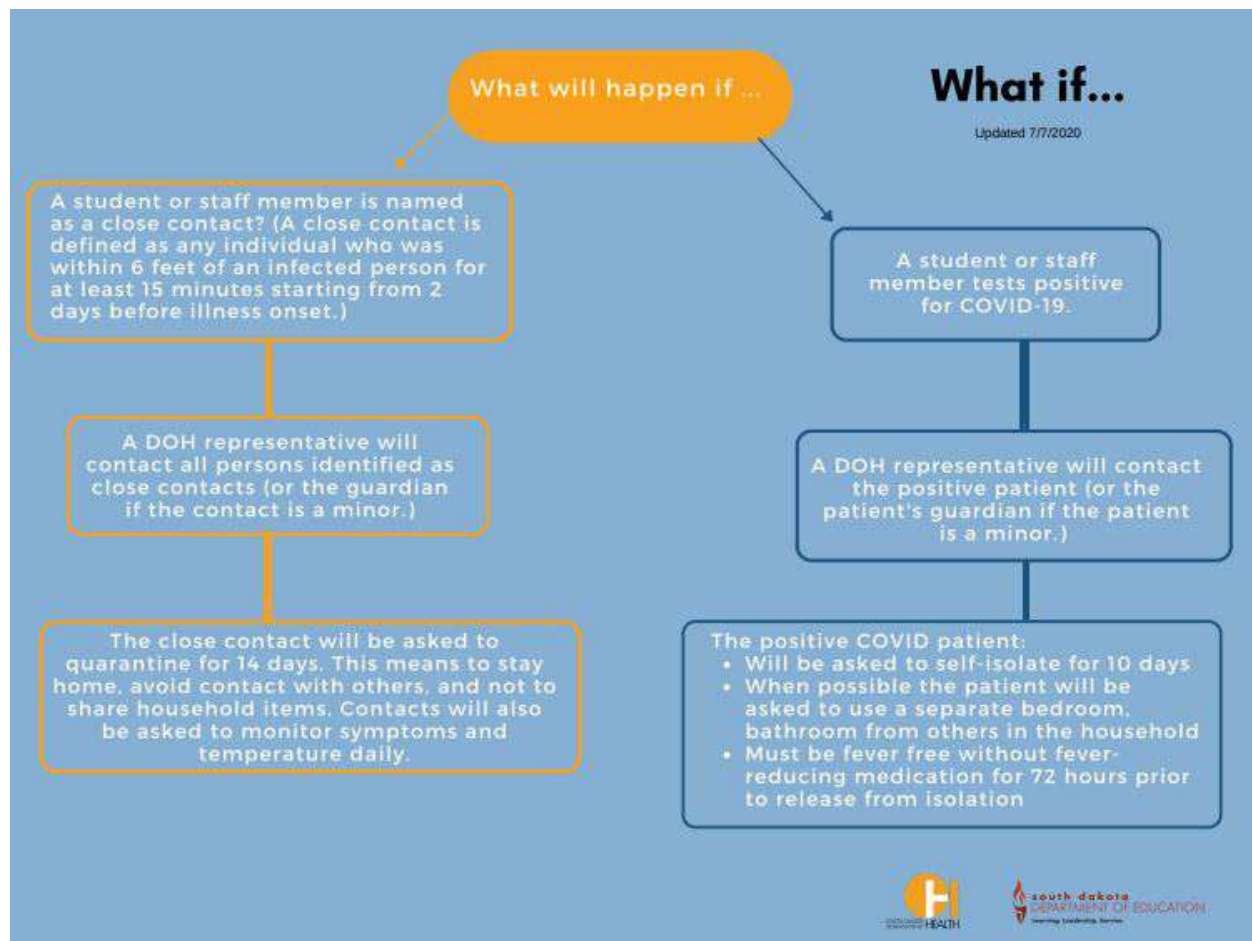 What will happen if ...
What if...
Updated 7/7/2020
A student or staff member is named
as a close contact? (A close contact is
defined as any individual who was
within 6 feet of an infected person for
at least 15 minutes starting from 2
days before illness onset.)
A DOH representative will
contact all persons identified as
close contacts (or the guardian
if the contact is a minor.)
The close contact will be asked to
quarantine for 14 days. This means to stay
home, avoid contact with others, and not to
share household items. Contacts will also
be asked to monitor symptoms and
temperature daily.
A student or staff
member tests positive
for COVID-19.
A DOH representative will contact
the positive patient (or the
patient's guardian if the patient
is a minor.)
The positive COVID patient:
• Will be asked to self-isolate for 10 days
• When possible the patient will be
asked to use a separate bedroom,
bathroom from others in the household
• Must be fever free without fever-
reducing medication for 72 hours prior
to release from isolation
HEALTH
south dakota
DEPARTMENT OF EDUCATION
Learning. Leadership. Service.